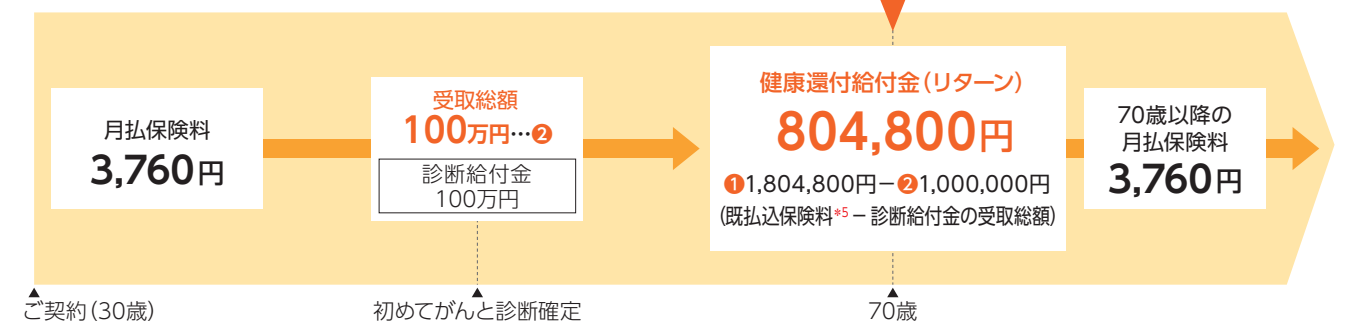 月払保険料
3,760円
受取総額
100万円…❷
診断給付金
100万円
健康還付給付金(リターン)
804,800円
❶1,804,800円−❷1,000,000円
(既払込保険料*5 − 診断給付金の受取総額)
70歳以降の
月払保険料
3,760円
ご契約(30歳)
初めてがんと診断確定
70歳